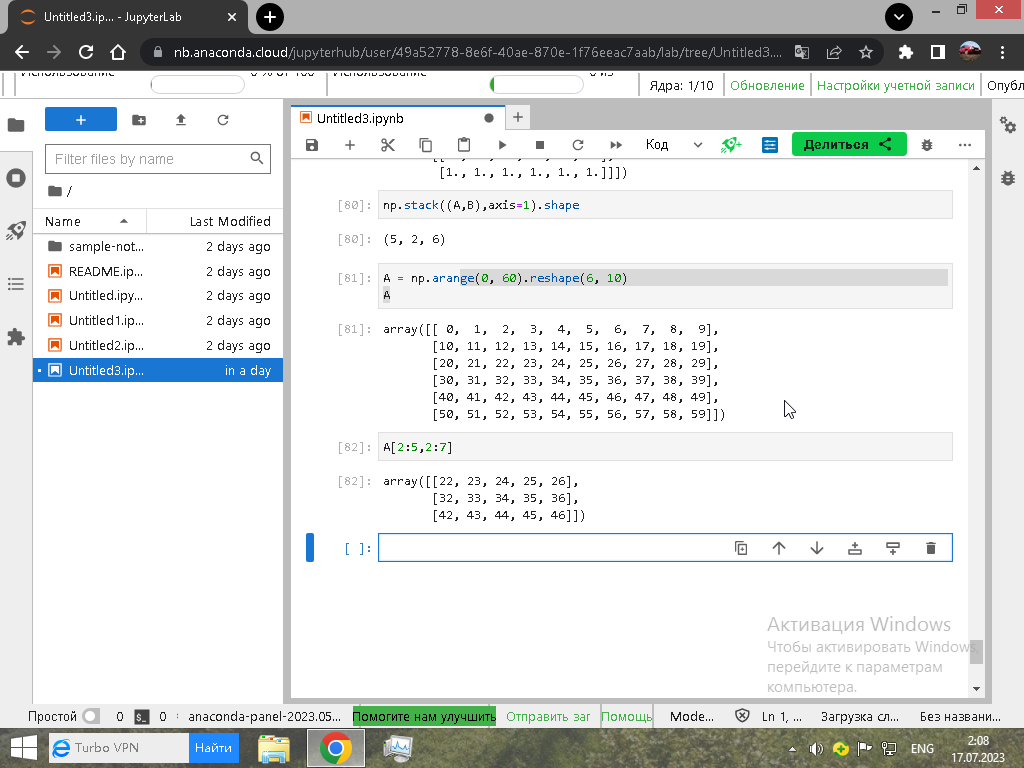 Untitled3.ip... - JupyterLab
nb.anaconda.cloud/jupyterhub/user/49a52778-8e6f-40ae-870e-1f76eeac7aab/lab/tree/Untitled3....
Использование
0 % от 100
Использование
0 из
Ядра: 1/10
Обновление
Настройки учетной записи
Опубл
Filter files by name
/
Name
Last Modified
sample-not... 2 days ago
README.ip... 2 days ago
Untitled.ipy... 2 days ago
Untitled1.ip... 2 days ago
Untitled2.ip... 2 days ago
Untitled3.ip... in a day
Untitled3.ipynb
Код
Делиться
[1., 1., 1., 1., 1., 1.]]])
[80]: np.stack((A,B),axis=1).shape
[80]: (5, 2, 6)
[81]: A = np.arange(0, 60).reshape(6, 10)
A
[81]: array([[ 0, 1, 2, 3, 4, 5, 6, 7, 8, 9],
[10, 11, 12, 13, 14, 15, 16, 17, 18, 19],
[20, 21, 22, 23, 24, 25, 26, 27, 28, 29],
[30, 31, 32, 33, 34, 35, 36, 37, 38, 39],
[40, 41, 42, 43, 44, 45, 46, 47, 48, 49],
[50, 51, 52, 53, 54, 55, 56, 57, 58, 59]])
[82]: A[2:5,2:7]
[82]: array([[22, 23, 24, 25, 26],
[32, 33, 34, 35, 36],
[42, 43, 44, 45, 46]])
[ ]:
Активация Windows
Чтобы активировать Windows,
перейдите к параметрам
компьютера.
Простой
0
0
anaconda-panel-2023.05...
Помогите нам улучшить
Отправить заг
Помощь
Mode...
Ln 1, ...
Загрузка сл...
Без названи...
Turbo VPN
Найти
ENG
2:08
17.07.2023